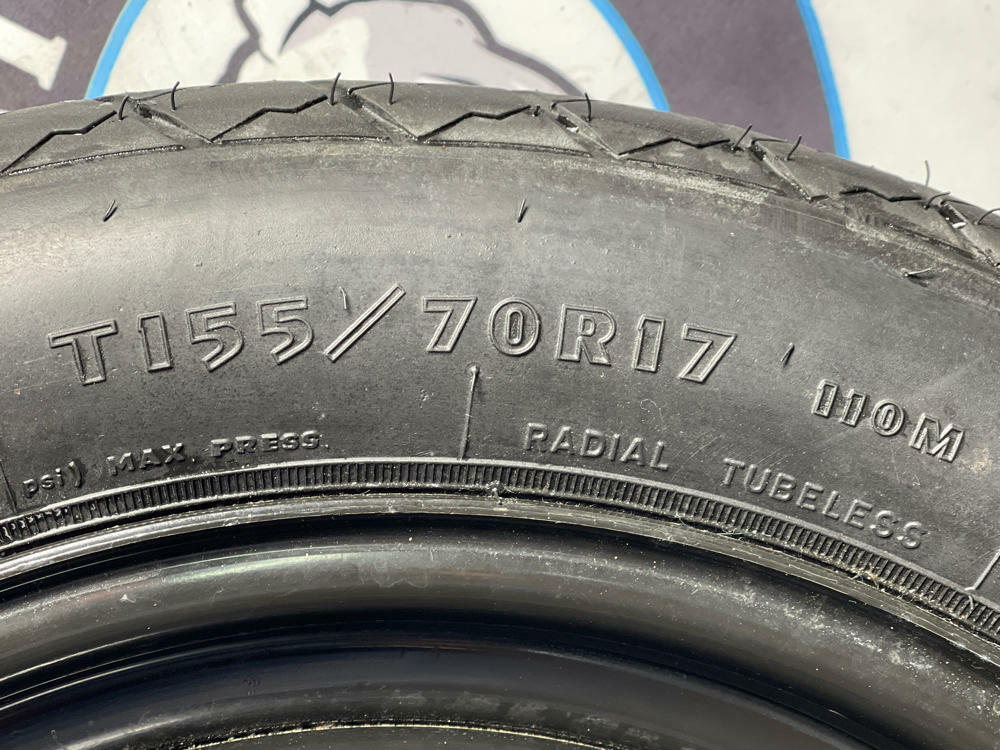 T155/70R17 110M
psi) MAX. PRESS.
RADIAL TUBELESS